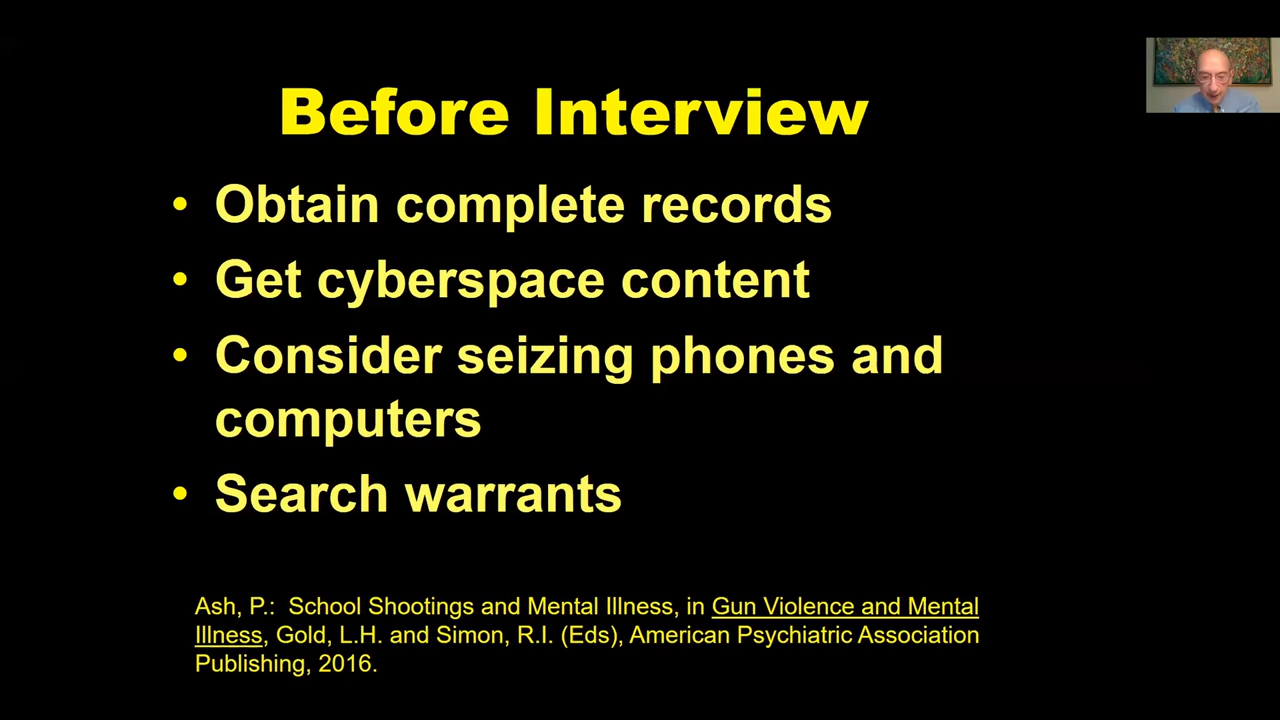 Before Interview
• Obtain complete records
• Get cyberspace content
• Consider seizing phones and
computers
• Search warrants
Ash, P.:  School Shootings and Mental Illness, in Gun Violence and Mental
Illness, Gold, L.H. and Simon, R.I. (Eds), American Psychiatric Association
Publishing, 2016.